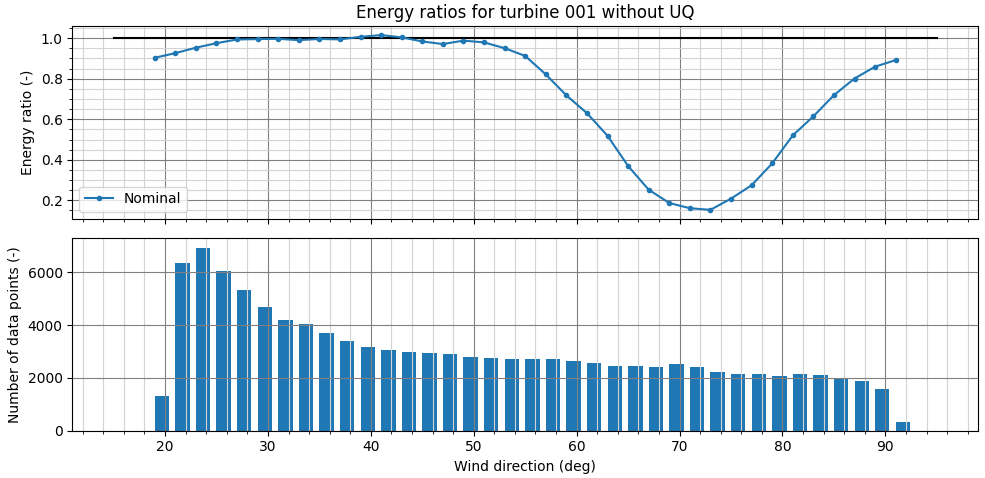 Energy ratios for turbine 001 without UQ
Energy ratio (-)
1.0
0.8
0.6
0.4
0.2
Nominal
Number of data points (-)
6000
4000
2000
0
20 30 40 50 60 70 80 90
Wind direction (deg)